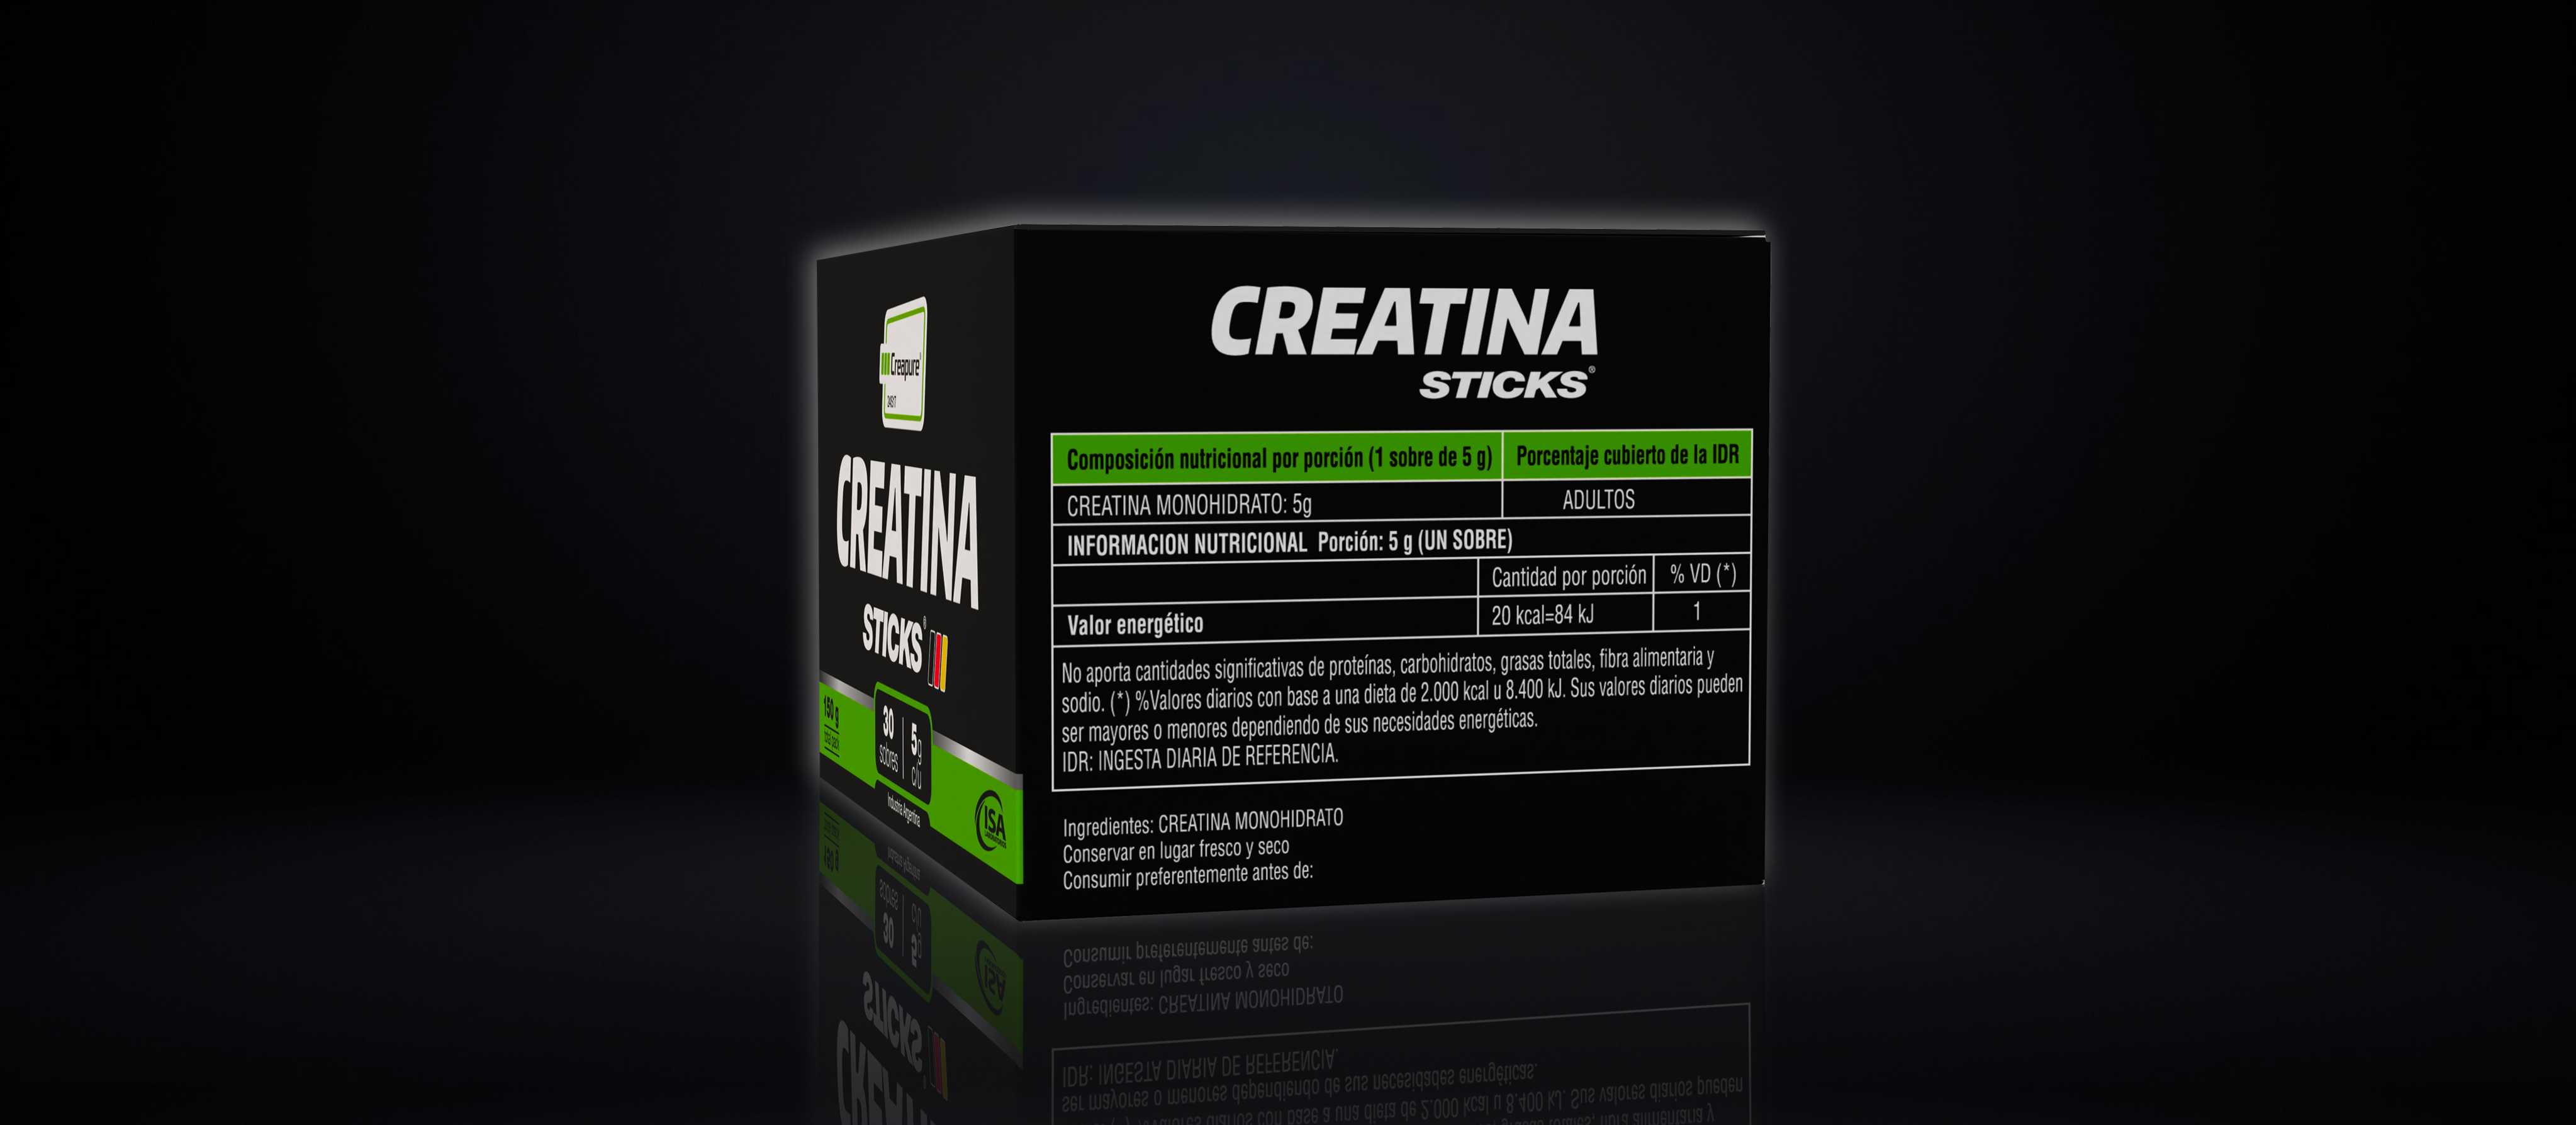 Creapure®
CREATINA
STICKS®
150 g
total pack
30
sobres
5g
c/u
Industria Argentina
ISA
LABORATORIOS
CREATINA
STICKS®
Composición nutricional por porción (1 sobre de 5 g) Porcentaje cubierto de la IDR
CREATINA MONOHIDRATO: 5g ADULTOS
INFORMACION NUTRICIONAL Porción: 5 g (UN SOBRE)
Cantidad por porción % VD (*)
Valor energético 20 kcal=84 kJ 1
No aporta cantidades significativas de proteínas, carbohidratos, grasas totales, fibra alimentaria y
sodio. (*) %Valores diarios con base a una dieta de 2.000 kcal u 8.400 kJ. Sus valores diarios pueden
ser mayores o menores dependiendo de sus necesidades energéticas.
IDR: INGESTA DIARIA DE REFERENCIA.
Ingredientes: CREATINA MONOHIDRATO
Conservar en lugar fresco y seco
Consumir preferentemente antes de: